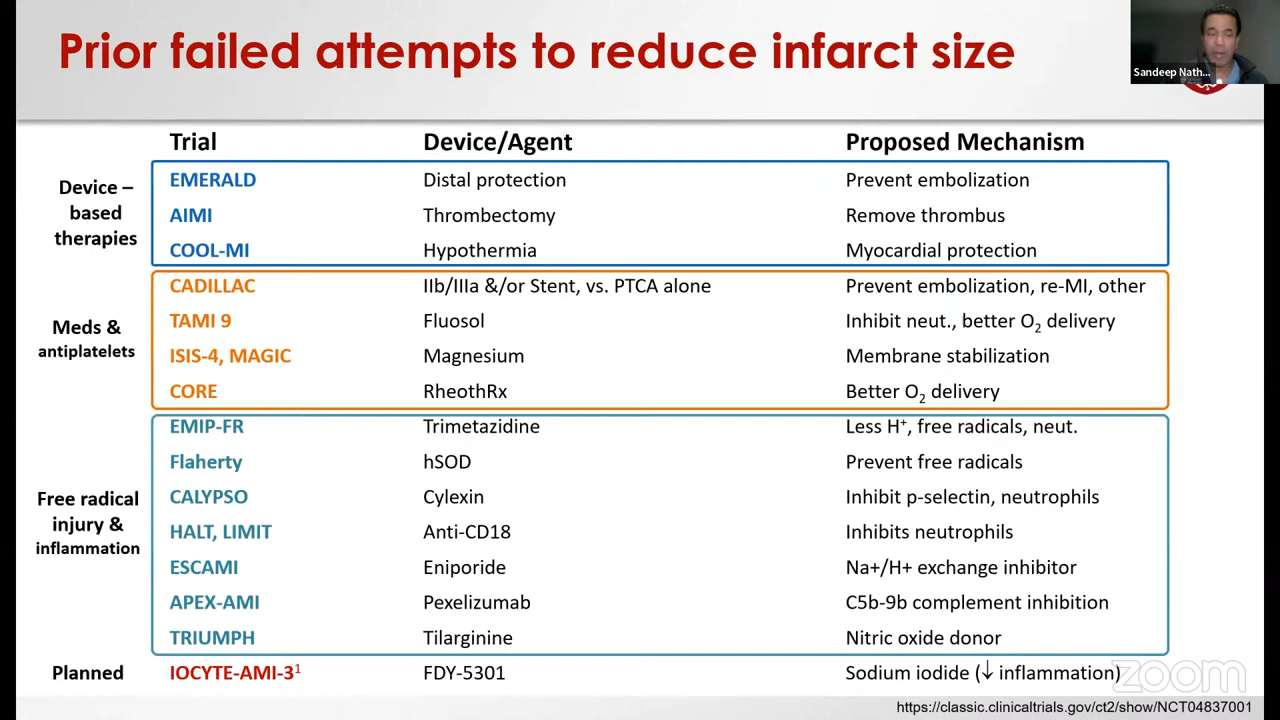 Prior failed attempts to reduce infarct size
Sandeep Nath...
Trial Device/Agent Proposed Mechanism
Device – based therapies
EMERALD Distal protection Prevent embolization
AIMI Thrombectomy Remove thrombus
COOL-MI Hypothermia Myocardial protection
Meds & antiplatelets
CADILLAC IIb/IIIa &/or Stent, vs. PTCA alone Prevent embolization, re-MI, other
TAMI 9 Fluosol Inhibit neut., better O₂ delivery
ISIS-4, MAGIC Magnesium Membrane stabilization
CORE RheothRx Better O₂ delivery
Free radical injury & inflammation
EMIP-FR Trimetazidine Less H⁺, free radicals, neut.
Flaherty hSOD Prevent free radicals
CALYPSO Cylexin Inhibit p-selectin, neutrophils
HALT, LIMIT Anti-CD18 Inhibits neutrophils
ESCAMI Eniporide Na+/H+ exchange inhibitor
APEX-AMI Pexelizumab C5b-9b complement inhibition
TRIUMPH Tilarginine Nitric oxide donor
Planned IOCYTE-AMI-3¹ FDY-5301 Sodium iodide (↓ inflammation)
zoom
https://classic.clinicaltrials.gov/ct2/show/NCT04837001